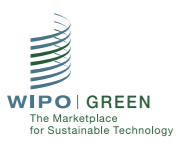 WIPO | GREEN
The Marketplace
for Sustainable Technology